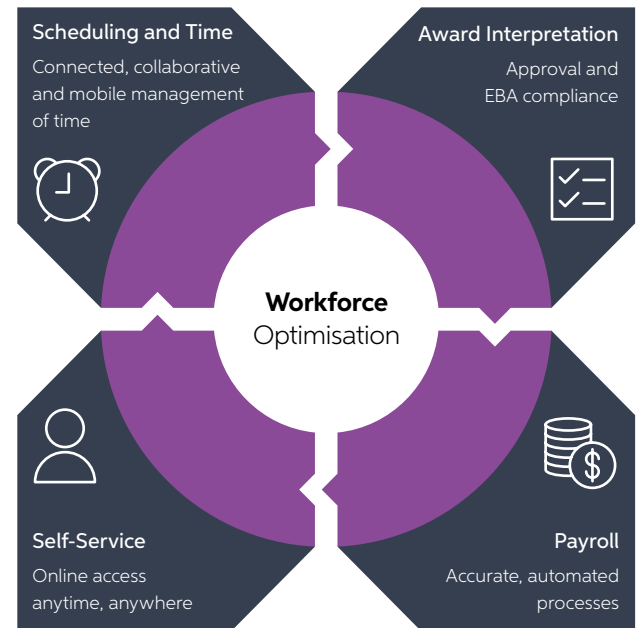 Scheduling and Time
Connected, collaborative
and mobile management
of time
Award Interpretation
Approval and
EBA compliance
Workforce
Optimisation
Self-Service
Online access
anytime, anywhere
$
Payroll
Accurate, automated
processes